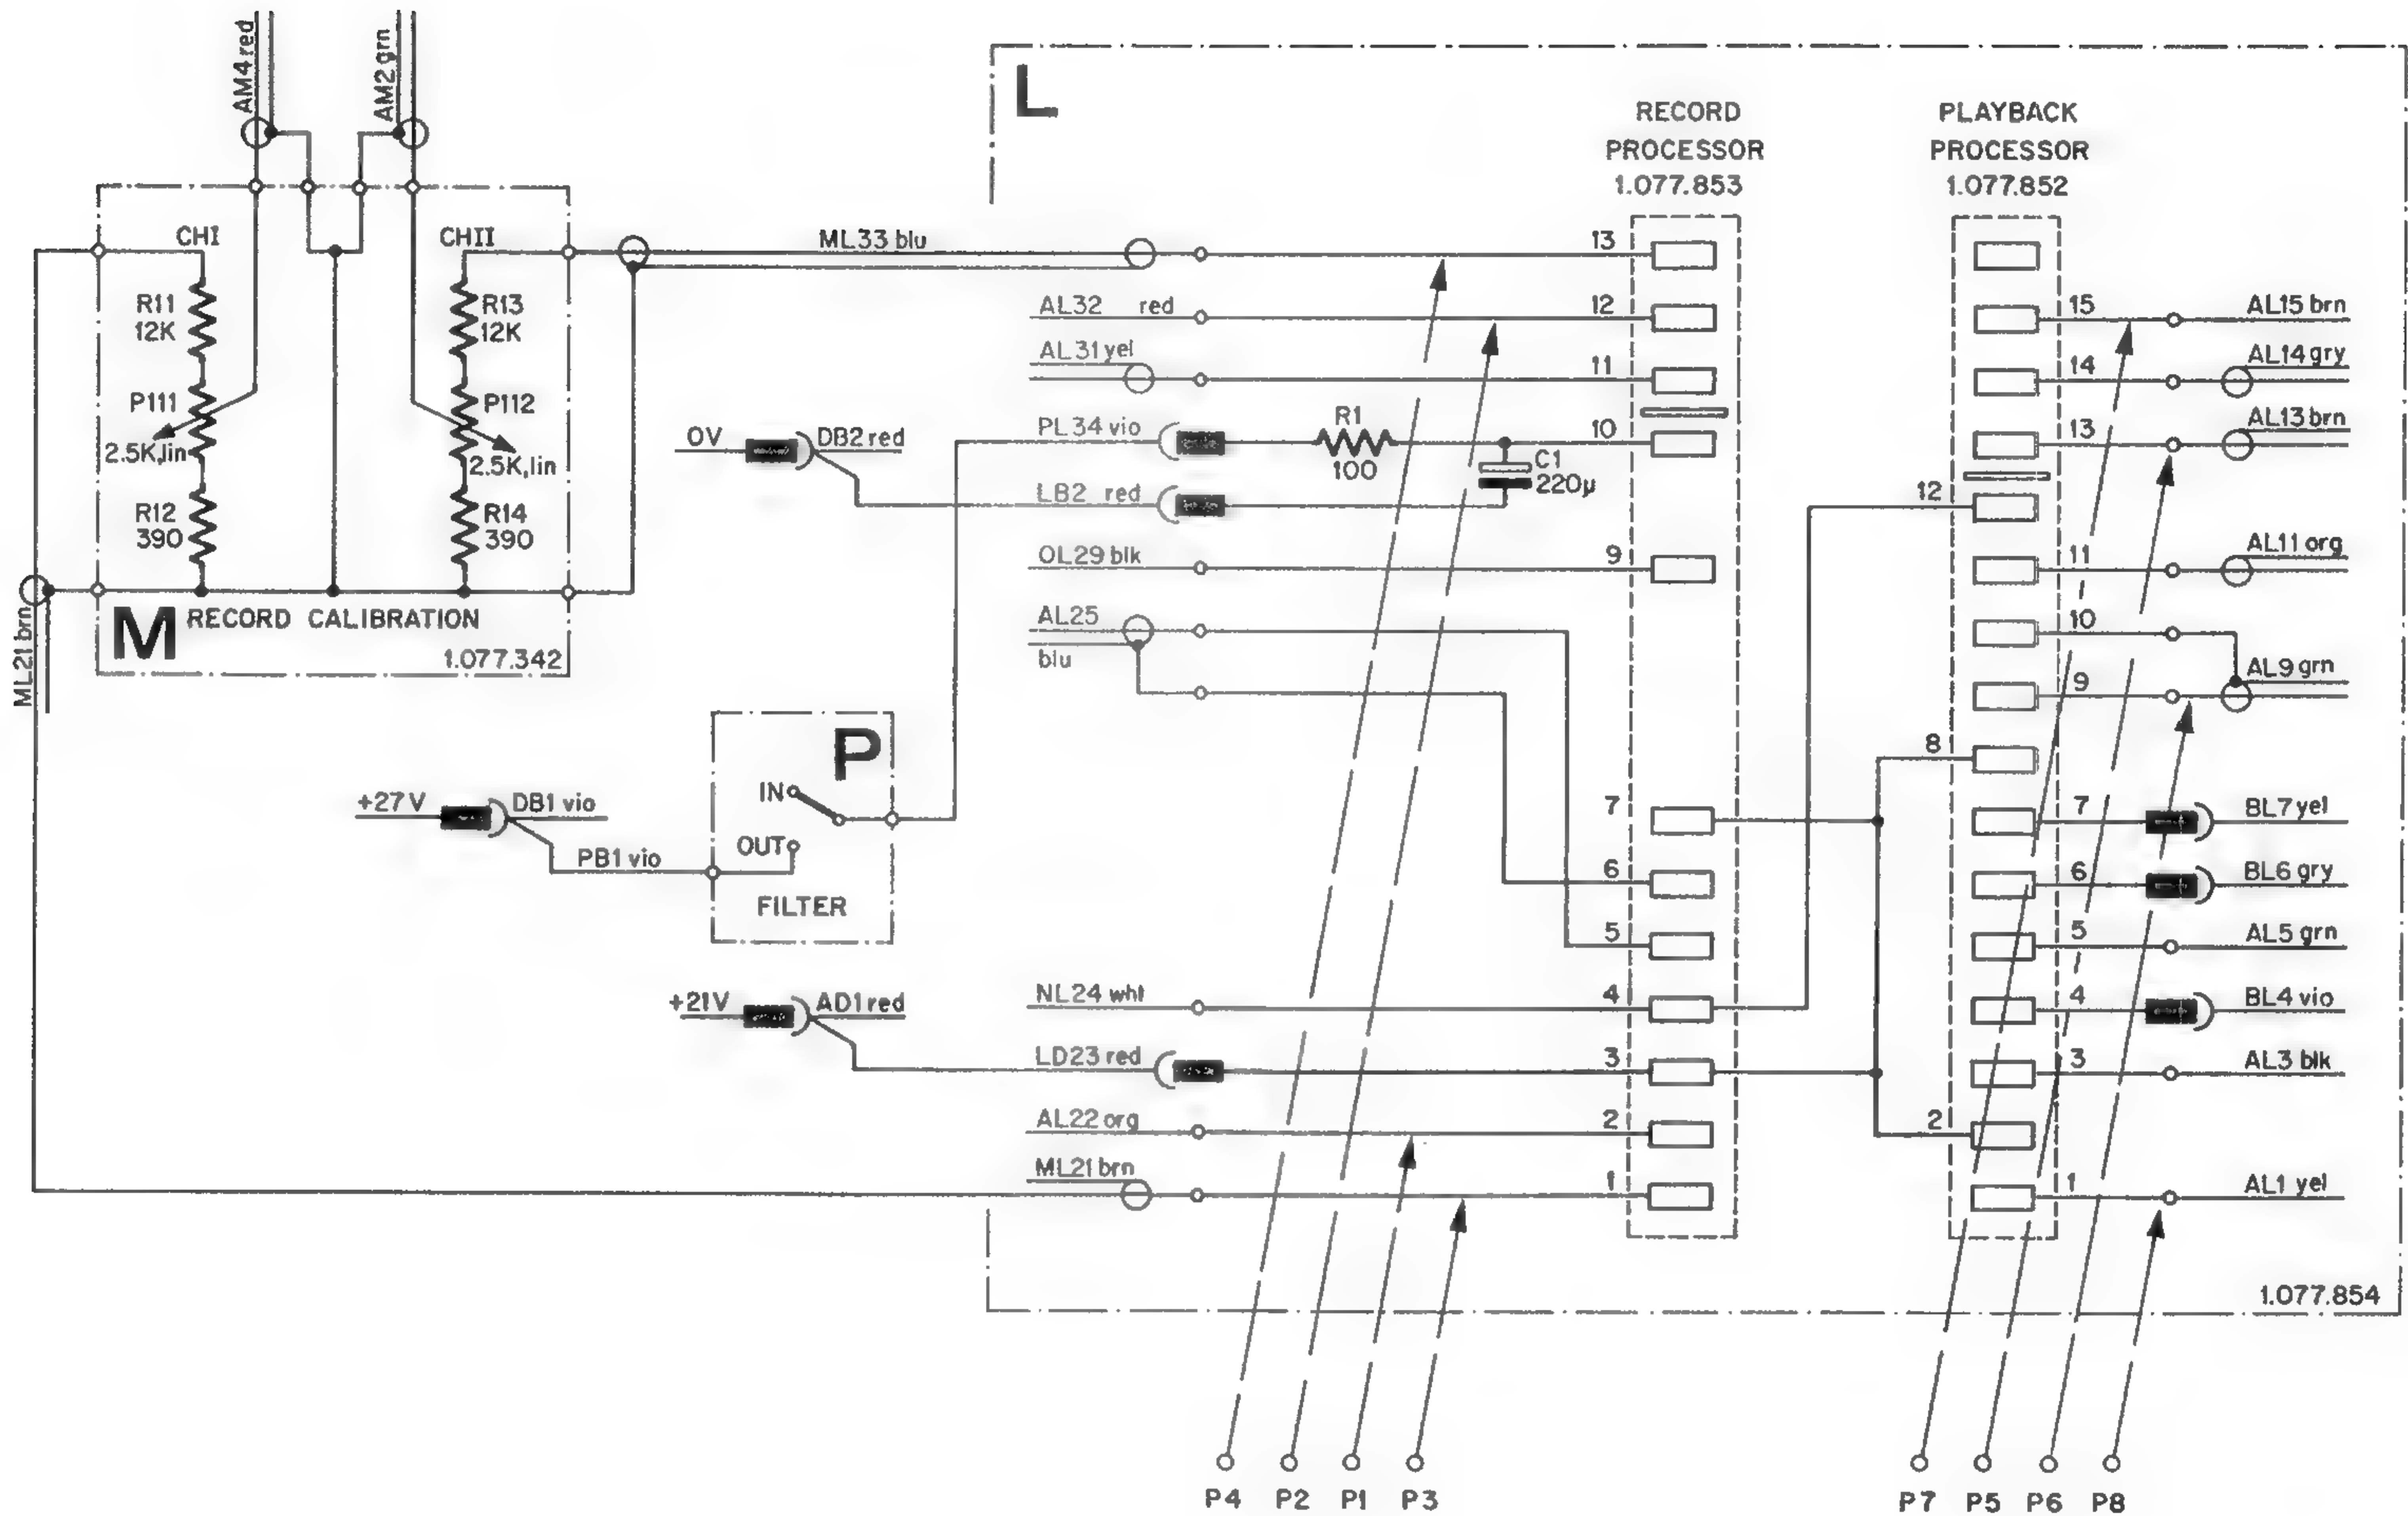 AM4 red
AM2 grn
L
RECORD
PROCESSOR
1.077.853
PLAYBACK
PROCESSOR
1.077.852
CHI
CHII
R11
12K
R13
12K
P111
2.5K,lin
P112
2.5K,lin
R12
390
R14
390
M RECORD CALIBRATION
1.077.342
ML21 brn
ML33 blu
13
AL32 red
12
AL31 yel
11
PL34 vio
R1
100
10
C1
220µ
0V
DB2 red
LB2 red
OL29 blk
9
AL25
blu
7
6
5
P
IN
OUT
FILTER
+27V
DB1 vio
PB1 vio
+21V
AD1 red
NL24 wht
4
LD23 red
3
AL22 org
2
ML21 brn
1
15
AL15 brn
14
AL14 gry
13
AL13 brn
12
11
AL11 org
10
9
AL9 grn
8
7
BL7 yel
6
BL6 gry
5
AL5 grn
4
BL4 vio
3
AL3 blk
2
1
AL1 yel
1.077.854
P4 P2 P1 P3
P7 P5 P6 P8